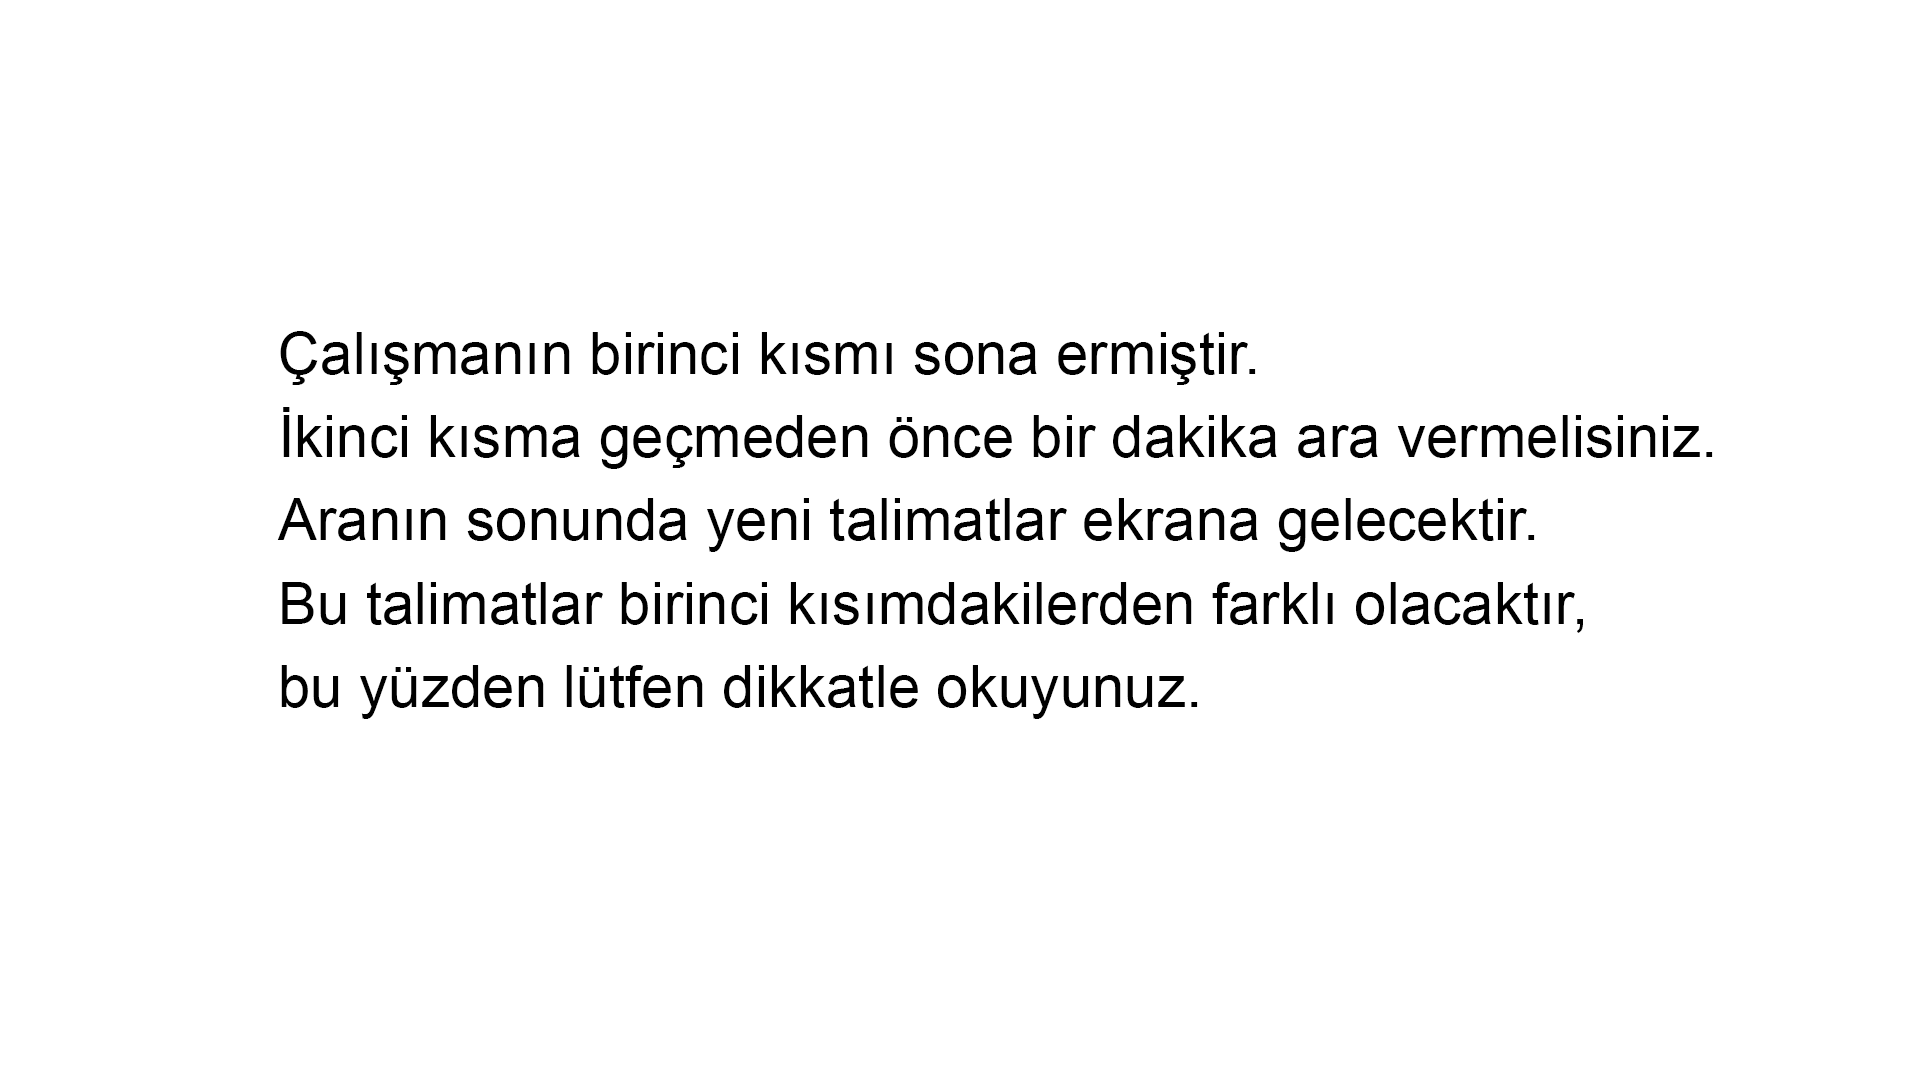 Çalışmanın birinci kısmı sona ermiştir.
İkinci kısma geçmeden önce bir dakika ara vermelisiniz.
Aranın sonunda yeni talimatlar ekrana gelecektir.
Bu talimatlar birinci kısımdakilerden farklı olacaktır,
bu yüzden lütfen dikkatle okuyunuz.